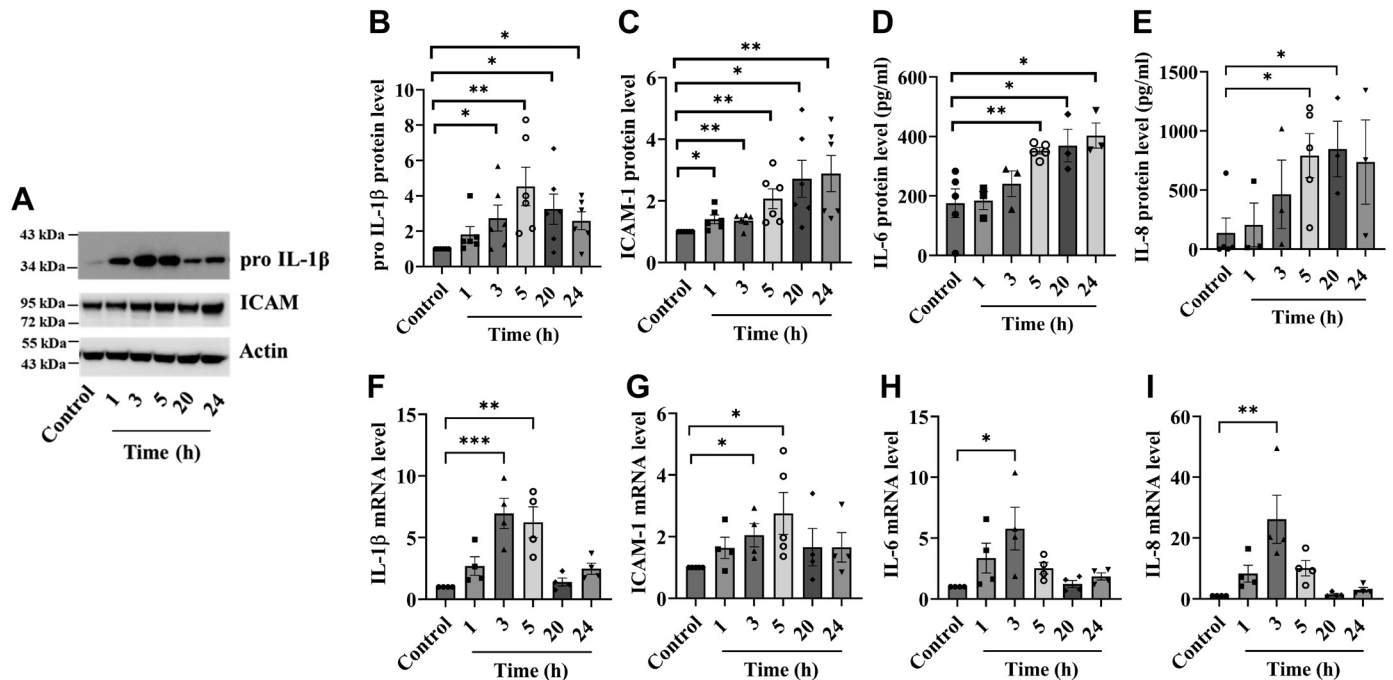 A
43 kDa
34 kDa
pro IL-1β
95 kDa
72 kDa
ICAM
55 kDa
43 kDa
Actin
Control 1 3 5 20 24
Time (h)
B
pro IL-1β protein level
10
8
6
4
2
0
*
*
**
*
Control 1 3 5 20 24
Time (h)
C
ICAM-1 protein level
6
4
2
0
**
*
**
**
*
Control 1 3 5 20 24
Time (h)
D
IL-6 protein level (pg/ml)
600
400
200
0
*
*
**
Control 1 3 5 20 24
Time (h)
E
IL-8 protein level (pg/ml)
1500
1000
500
0
*
*
Control 1 3 5 20 24
Time (h)
F
IL-1β mRNA level
15
10
5
0
**
***
Control 1 3 5 20 24
Time (h)
G
ICAM-1 mRNA level
6
4
2
0
*
*
Control 1 3 5 20 24
Time (h)
H
IL-6 mRNA level
15
10
5
0
*
Control 1 3 5 20 24
Time (h)
I
IL-8 mRNA level
60
40
20
0
**
Control 1 3 5 20 24
Time (h)